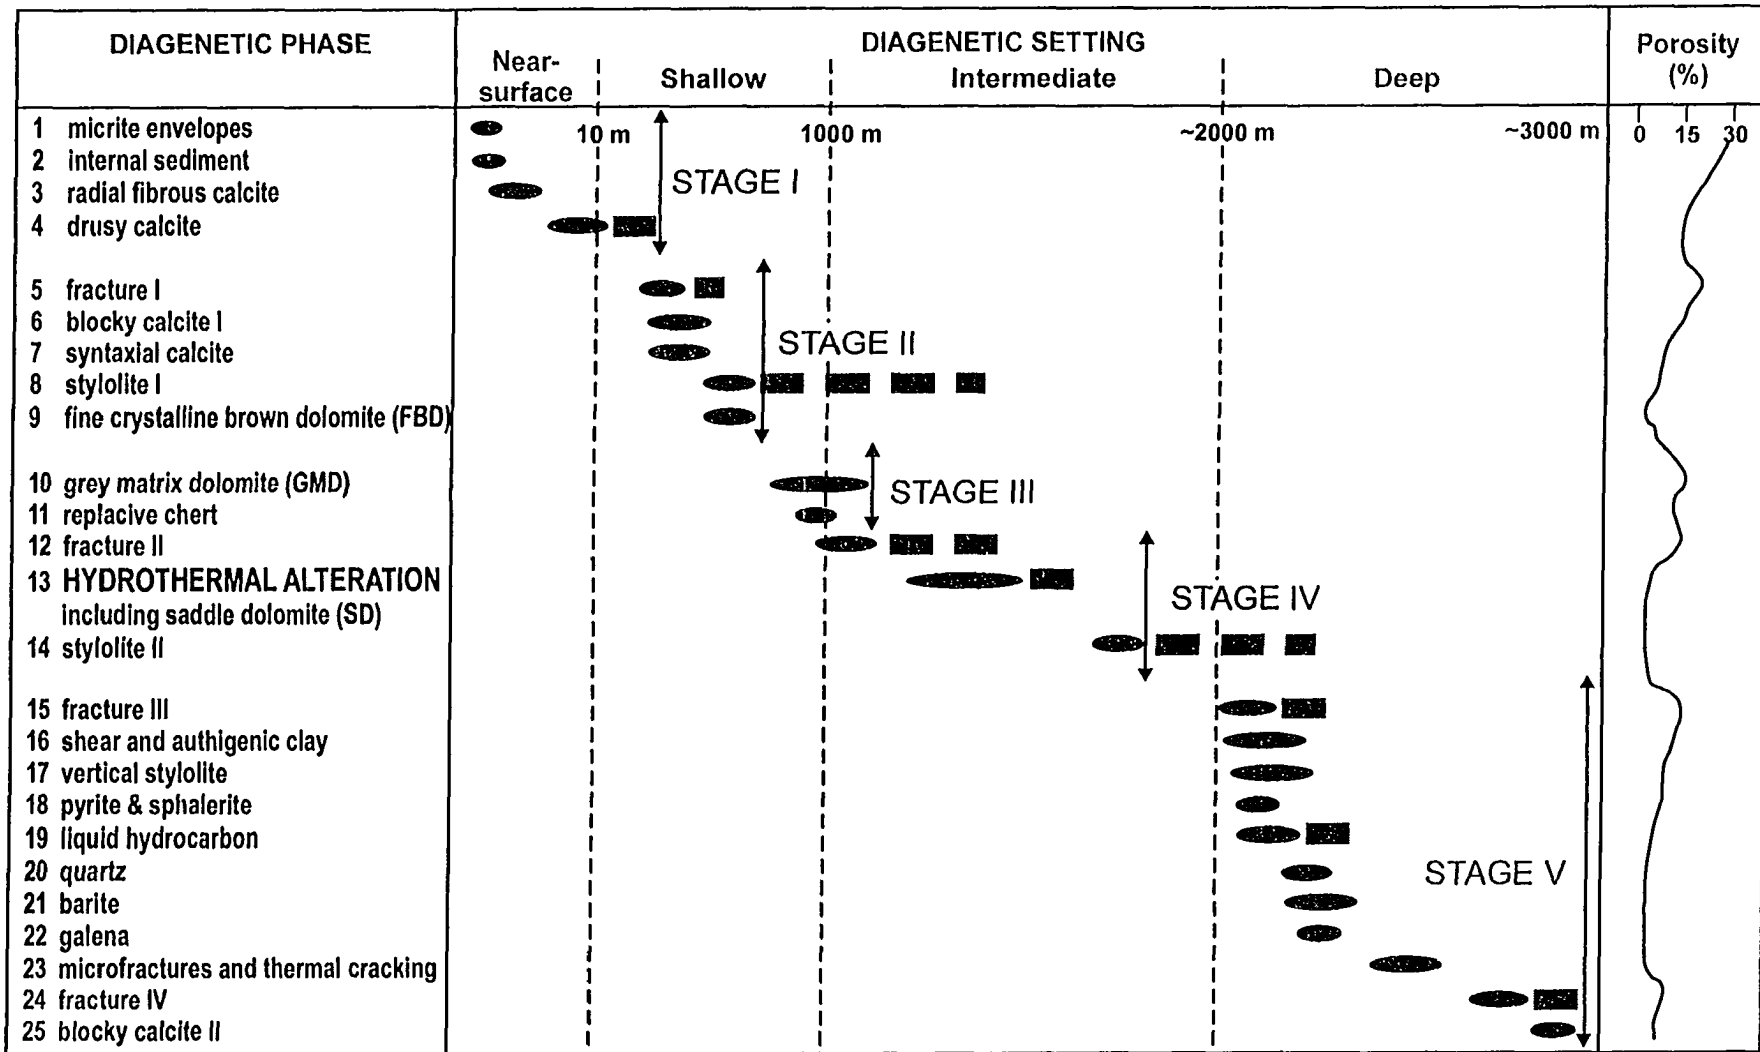 DIAGENETIC PHASE
DIAGENETIC SETTING
Near-
surface
Shallow
Intermediate
Deep
Porosity
(%)
10 m
1000 m
~2000 m
~3000 m
0 15 30
1 micrite envelopes
2 internal sediment
3 radial fibrous calcite
4 drusy calcite
STAGE I
5 fracture I
6 blocky calcite I
7 syntaxial calcite
8 stylolite I
9 fine crystalline brown dolomite (FBD)
STAGE II
10 grey matrix dolomite (GMD)
11 replacive chert
STAGE III
12 fracture II
13 HYDROTHERMAL ALTERATION
including saddle dolomite (SD)
14 stylolite II
STAGE IV
15 fracture III
16 shear and authigenic clay
17 vertical stylolite
18 pyrite & sphalerite
19 liquid hydrocarbon
20 quartz
21 barite
22 galena
23 microfractures and thermal cracking
24 fracture IV
25 blocky calcite II
STAGE V